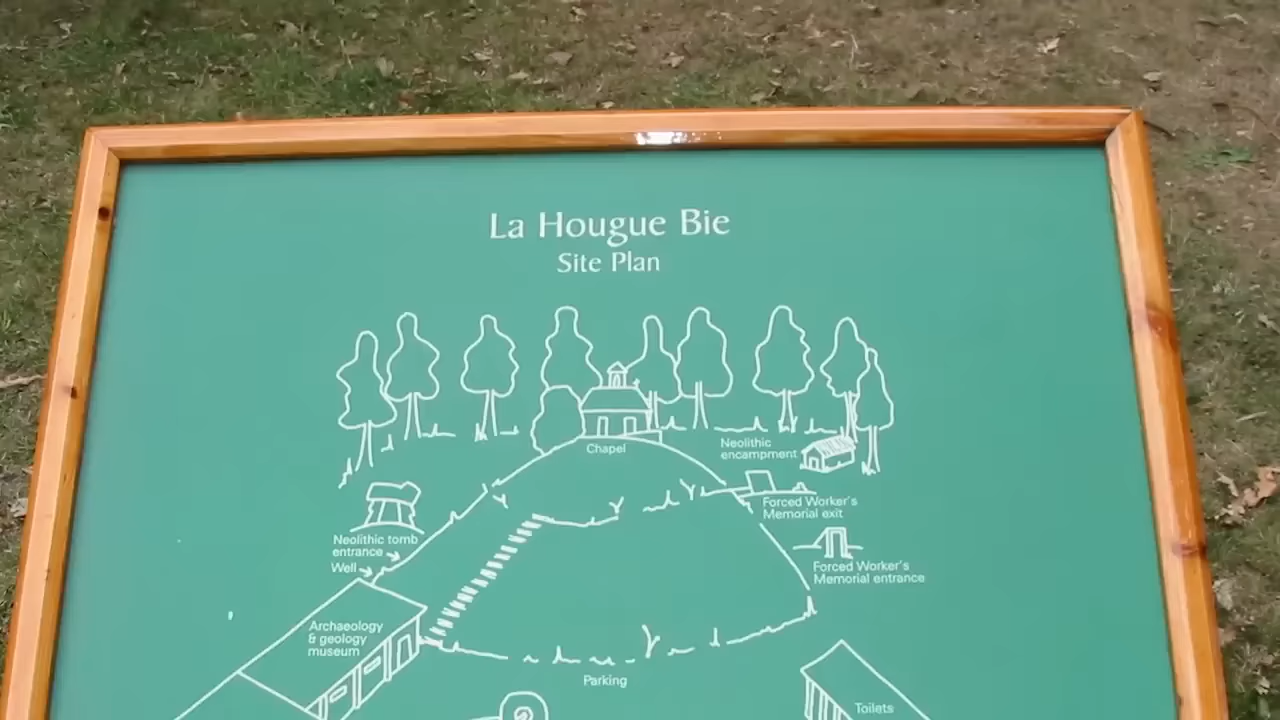 La Hougue Bie
Site Plan
Chapel
Neolithic
encampment
Forced Worker's
Memorial exit
Neolithic tomb
entrance
Well
Forced Worker's
Memorial entrance
Archaeology
& geology
museum
Parking
Toilets